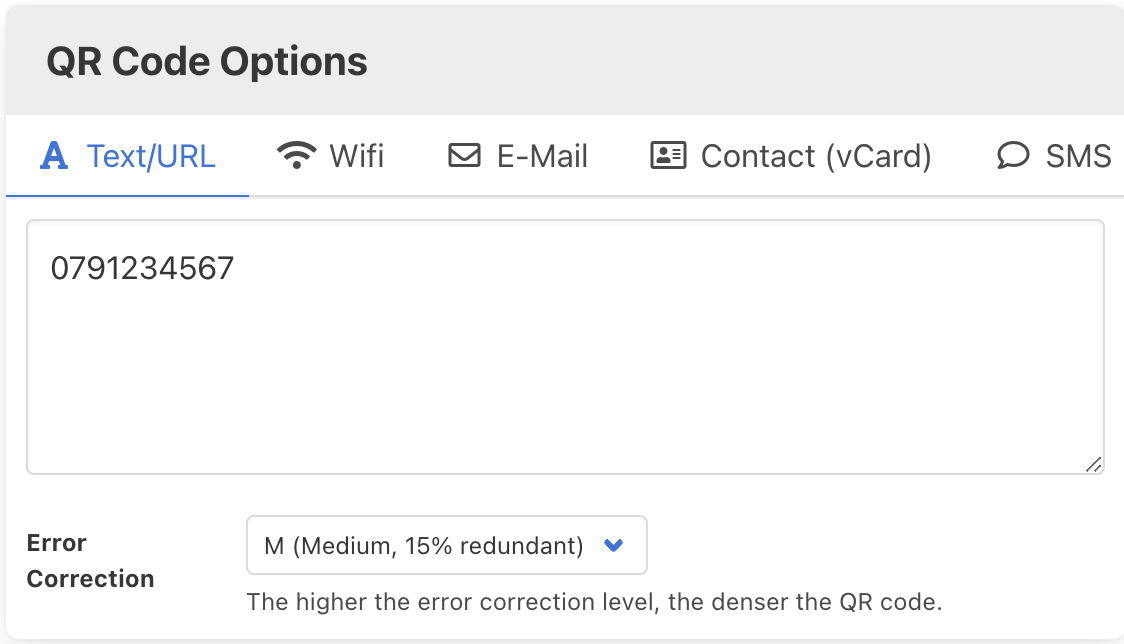 QR Code Options
Text/URL Wifi E-Mail Contact (vCard) SMS
0791234567
Error
Correction
M (Medium, 15% redundant)
The higher the error correction level, the denser the QR code.